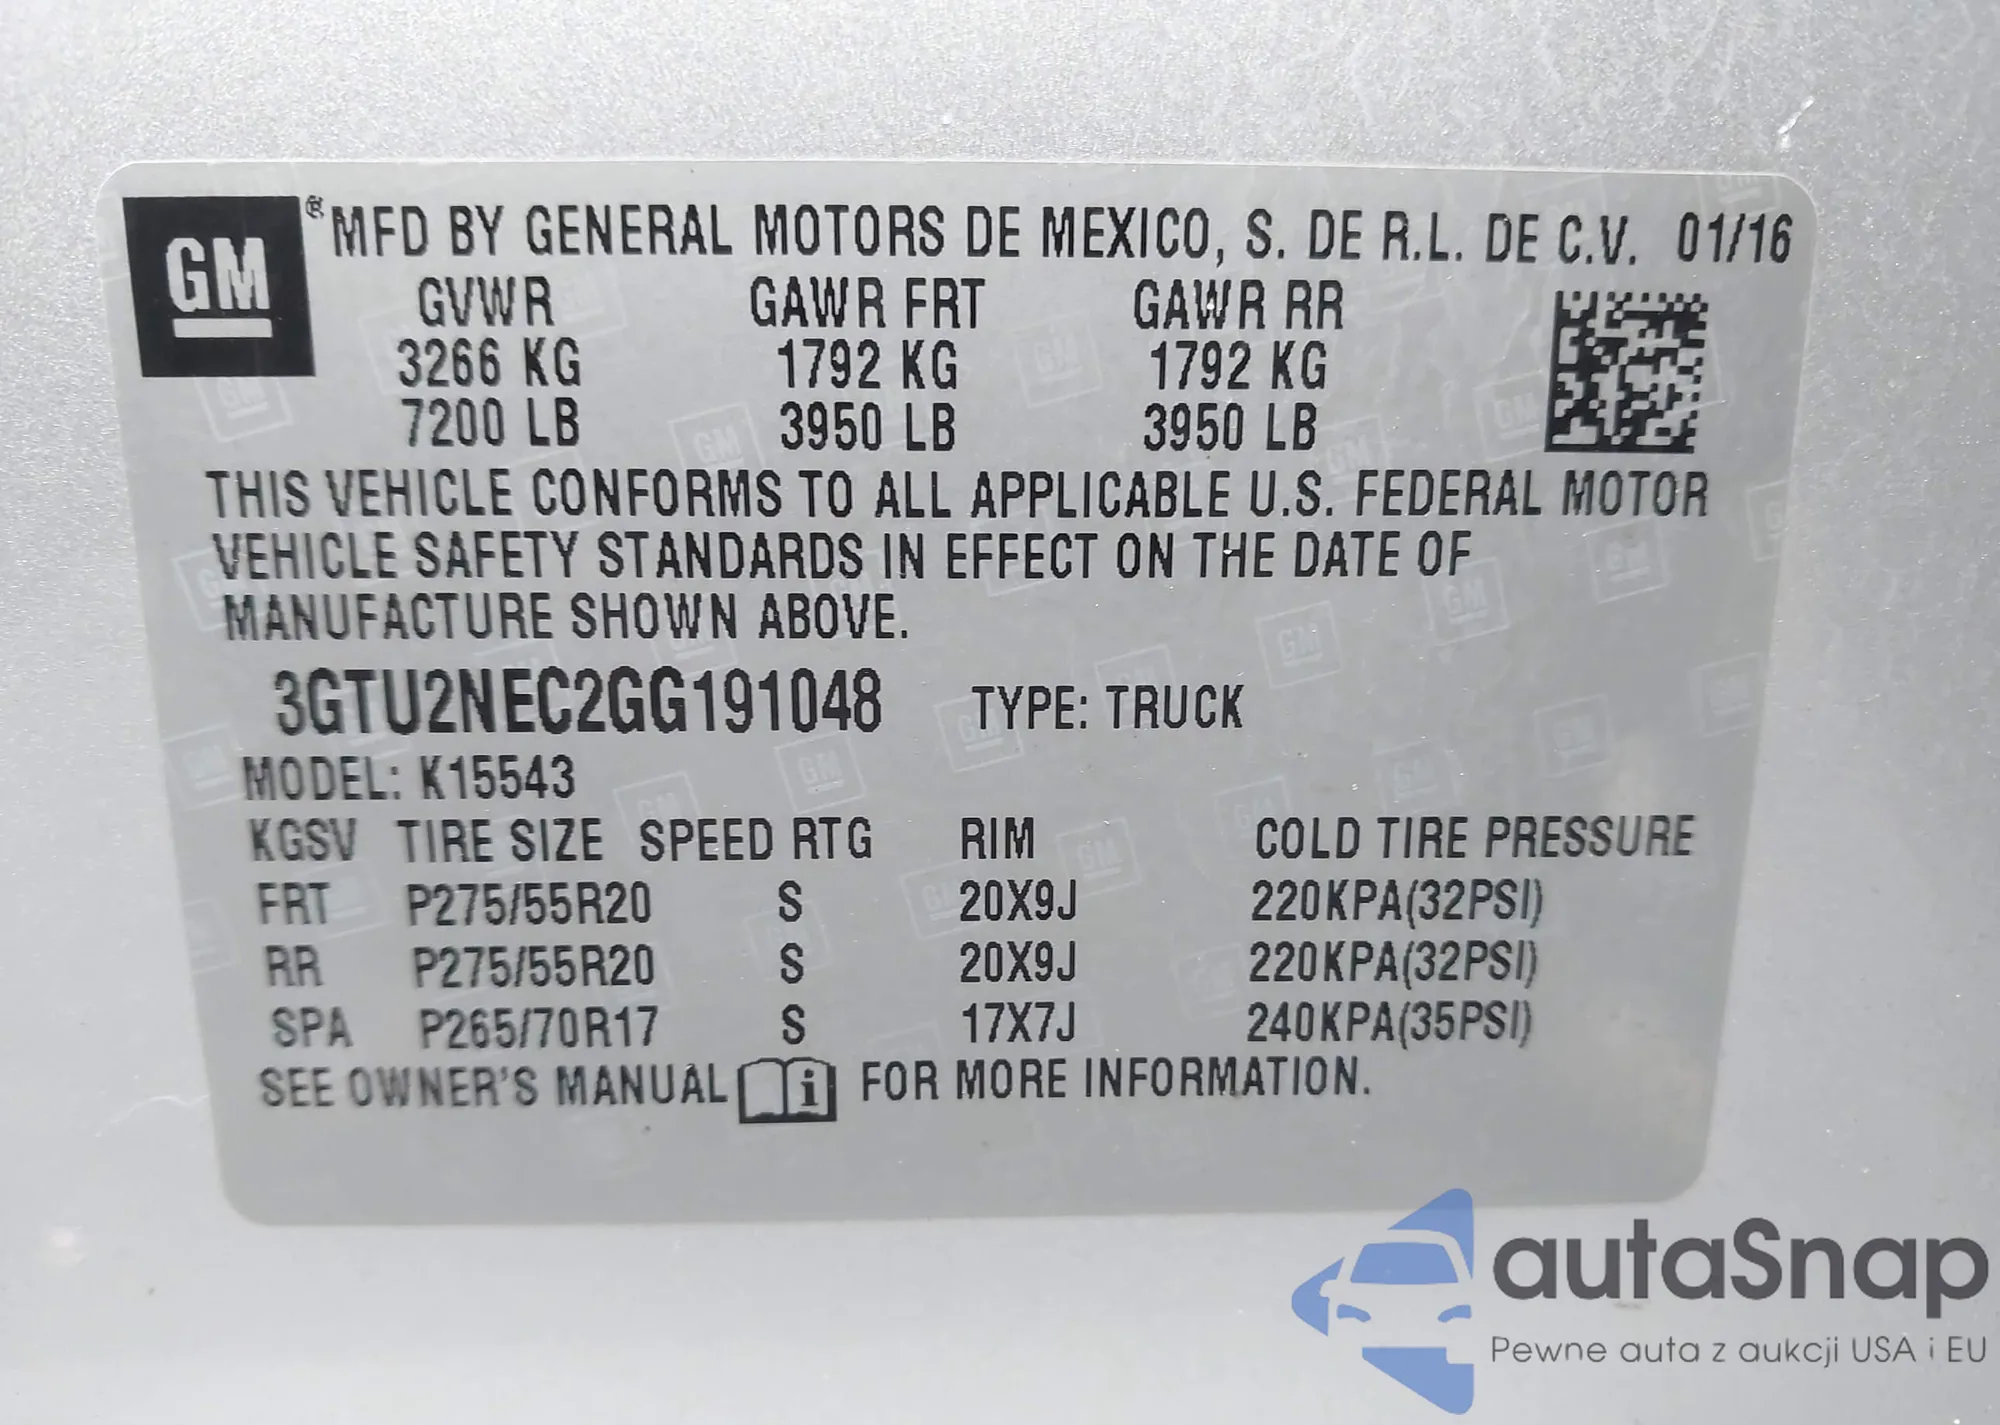 GM
® MFD BY GENERAL MOTORS DE MEXICO, S. DE R.L. DE C.V. 01/16
GVWR GAWR FRT GAWR RR
3266 KG 1792 KG 1792 KG
7200 LB 3950 LB 3950 LB
THIS VEHICLE CONFORMS TO ALL APPLICABLE U.S. FEDERAL MOTOR
VEHICLE SAFETY STANDARDS IN EFFECT ON THE DATE OF
MANUFACTURE SHOWN ABOVE.
3GTU2NEC2GG191048 TYPE: TRUCK
MODEL: K15543
KGSV TIRE SIZE SPEED RTG RIM COLD TIRE PRESSURE
FRT P275/55R20 S 20X9J 220KPA(32PSI)
RR P275/55R20 S 20X9J 220KPA(32PSI)
SPA P265/70R17 S 17X7J 240KPA(35PSI)
SEE OWNER'S MANUAL i FOR MORE INFORMATION.
autaSnap
Pewne auta z aukcji USA i EU